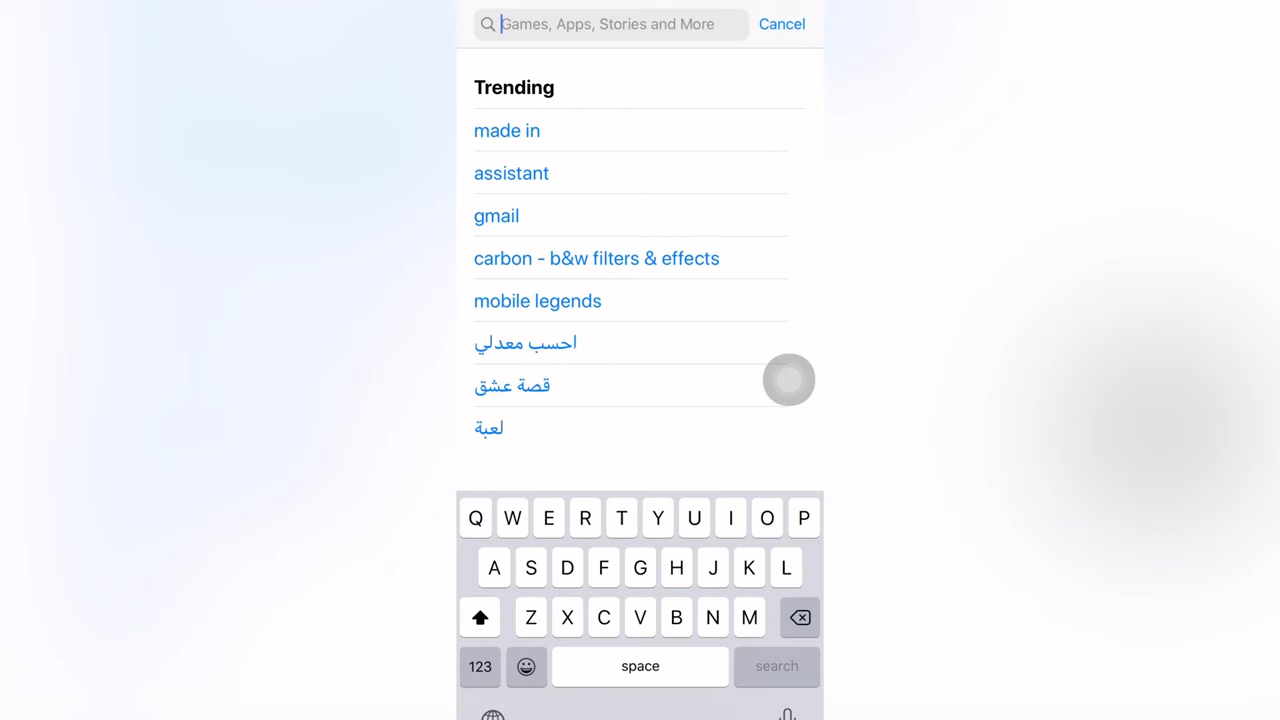 Games, Apps, Stories and More
Cancel
Trending
made in
assistant
gmail
carbon - b&w filters & effects
mobile legends
احسب معدلي
قصة عشق
لعبة
Q W E R T Y U I O P
A S D F G H J K L
Z X C V B N M
123 space search